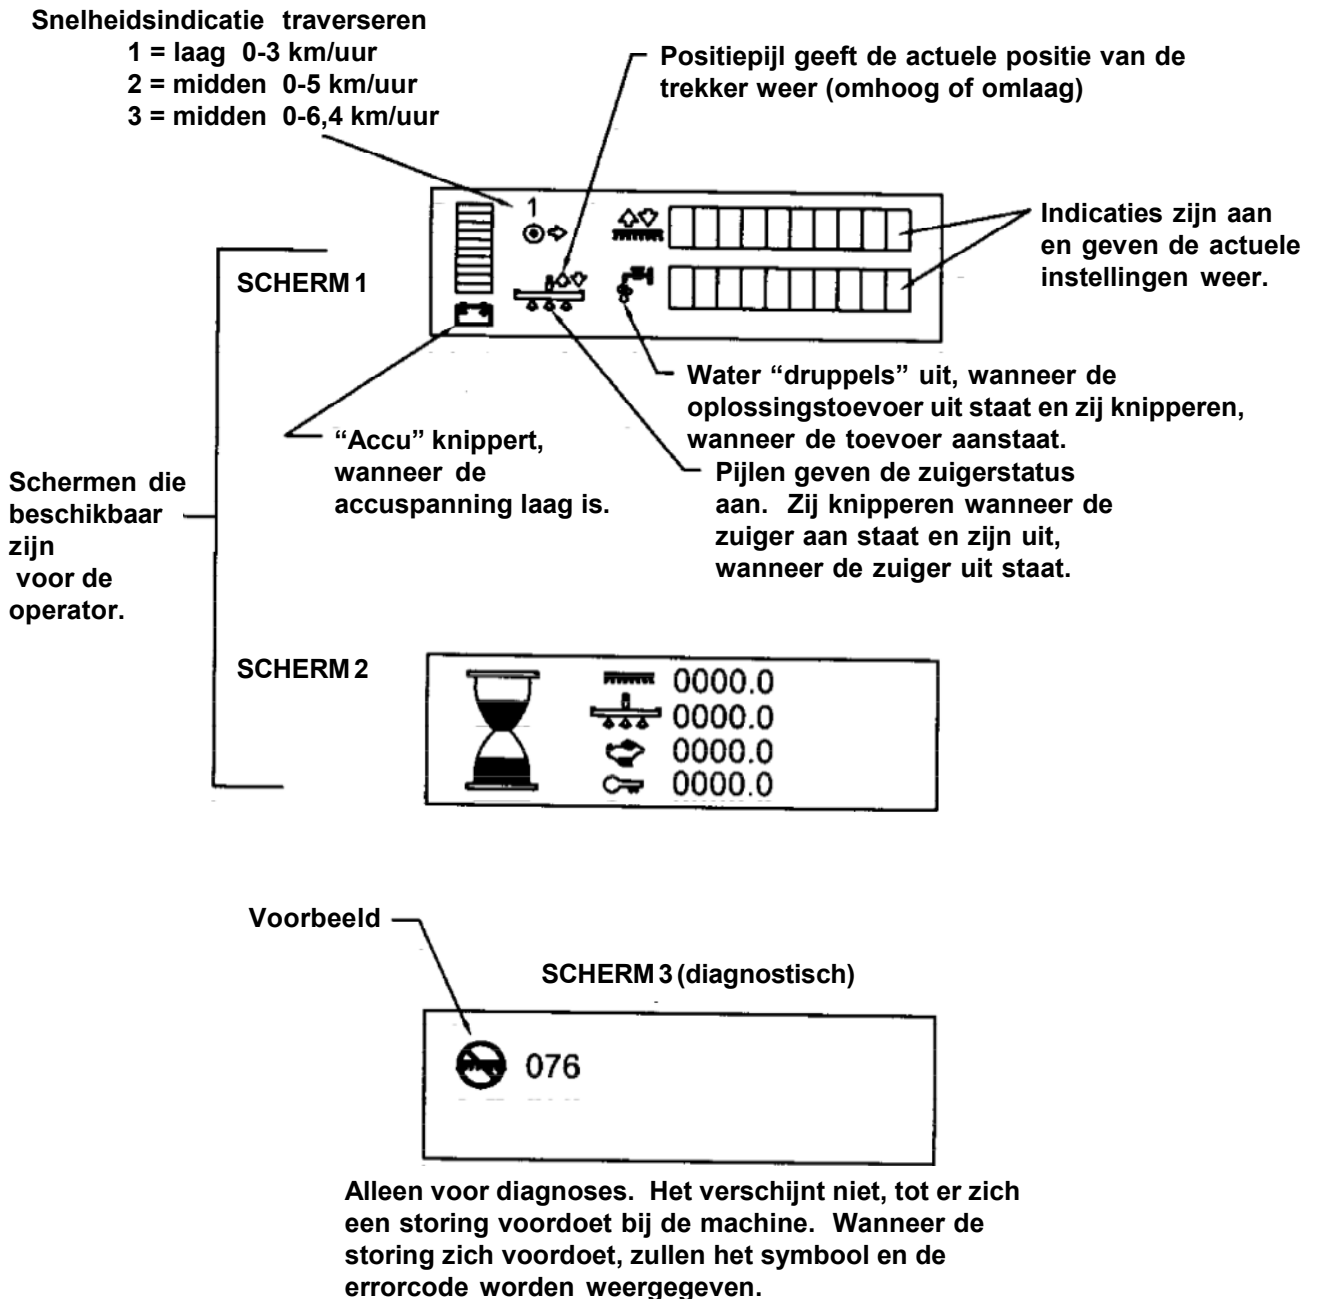 Snelheidsindicatie traverseren
1 = laag 0-3 km/uur
2 = midden 0-5 km/uur
3 = midden 0-6,4 km/uur
Positiepijl geeft de actuele positie van de
trekker weer (omhoog of omlaag)
1
Indicaties zijn aan
en geven de actuele
instellingen weer.
SCHERM 1
Water “druppels” uit, wanneer de
oplossingstoevoer uit staat en zij knipperen,
wanneer de toevoer aanstaat.
“Accu” knippert,
wanneer de
accuspanning laag is.
Pijlen geven de zuigerstatus
aan. Zij knipperen wanneer de
zuiger aan staat en zijn uit,
wanneer de zuiger uit staat.
Schermen die
beschikbaar
zijn
voor de
operator.
SCHERM 2
0000.0
0000.0
0000.0
0000.0
Voorbeeld
SCHERM 3 (diagnostisch)
076
Alleen voor diagnoses. Het verschijnt niet, tot er zich
een storing voordoet bij de machine. Wanneer de
storing zich voordoet, zullen het symbool en de
errorcode worden weergegeven.